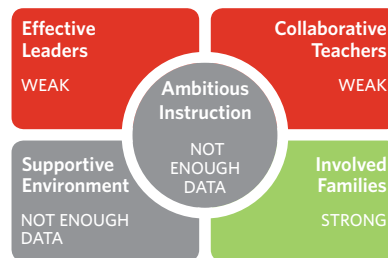 Effective
Leaders
WEAK
Collaborative
Teachers
WEAK
Ambitious
Instruction
NOT
ENOUGH
DATA
Supportive
Environment
NOT ENOUGH
DATA
Involved
Families
STRONG